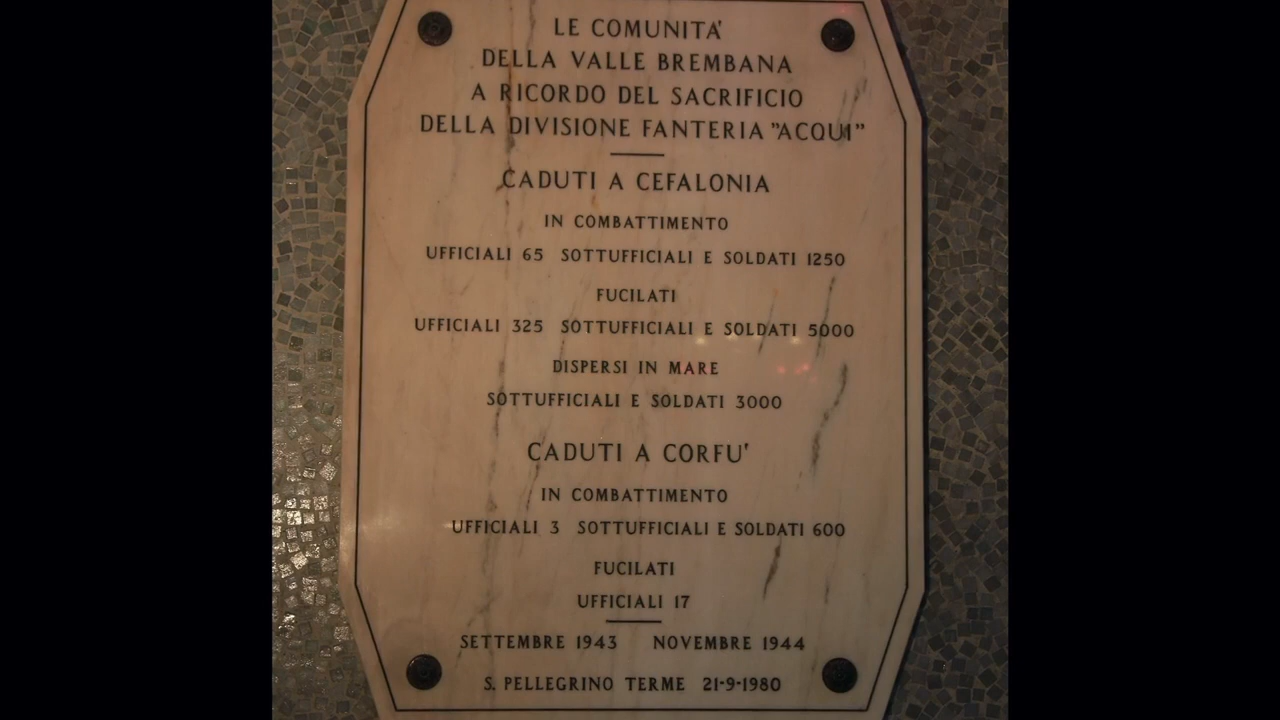 LE COMUNITA'
DELLA VALLE BREMBANA
A RICORDO DEL SACRIFICIO
DELLA DIVISIONE FANTERIA "ACQUI"
CADUTI A CEFALONIA
IN COMBATTIMENTO
UFFICIALI 65 SOTTUFFICIALI E SOLDATI 1250
FUCILATI
UFFICIALI 325 SOTTUFFICIALI E SOLDATI 5000
DISPERSI IN MARE
SOTTUFFICIALI E SOLDATI 3000
CADUTI A CORFU'
IN COMBATTIMENTO
UFFICIALI 3 SOTTUFFICIALI E SOLDATI 600
FUCILATI
UFFICIALI 17
SETTEMBRE 1943 NOVEMBRE 1944
S. PELLEGRINO TERME 21-9-1980